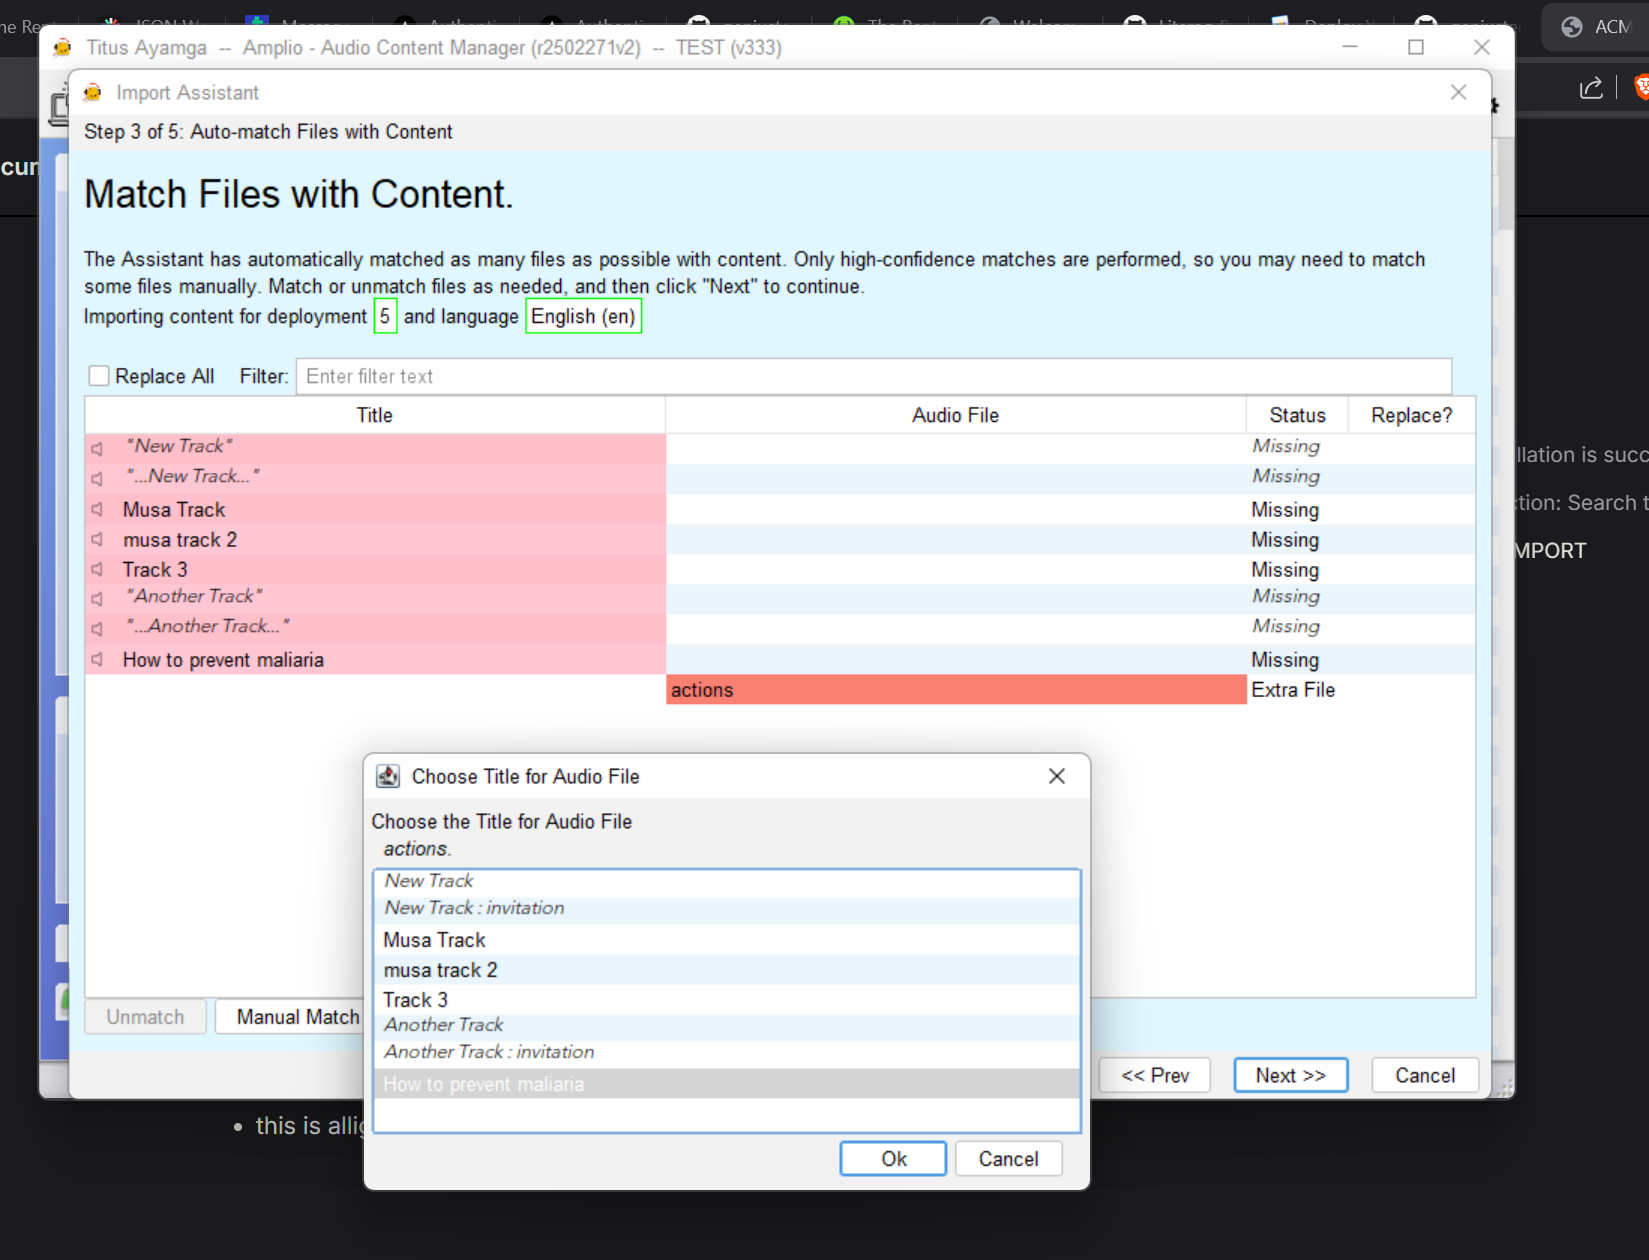 ACM
Titus Ayamga -- Amplio - Audio Content Manager (r2502271v2) -- TEST (v333)
Import Assistant
Step 3 of 5: Auto-match Files with Content
Match Files with Content.
The Assistant has automatically matched as many files as possible with content. Only high-confidence matches are performed, so you may need to match
some files manually. Match or unmatch files as needed, and then click "Next" to continue.
Importing content for deployment 5 and language English (en)
Replace All Filter: Enter filter text
Title Audio File Status Replace?
"New Track" Missing
"...New Track..." Missing
Musa Track Missing
musa track 2 Missing
Track 3 Missing
"Another Track" Missing
"...Another Track..." Missing
How to prevent maliaria Missing
actions Extra File
llation is succ
ction: Search t
MPORT
Choose Title for Audio File
Choose the Title for Audio File
actions.
New Track
New Track : invitation
Musa Track
musa track 2
Track 3
Another Track
Another Track : invitation
How to prevent maliaria
Ok Cancel
Unmatch Manual Match
<< Prev Next >> Cancel
• this is allig